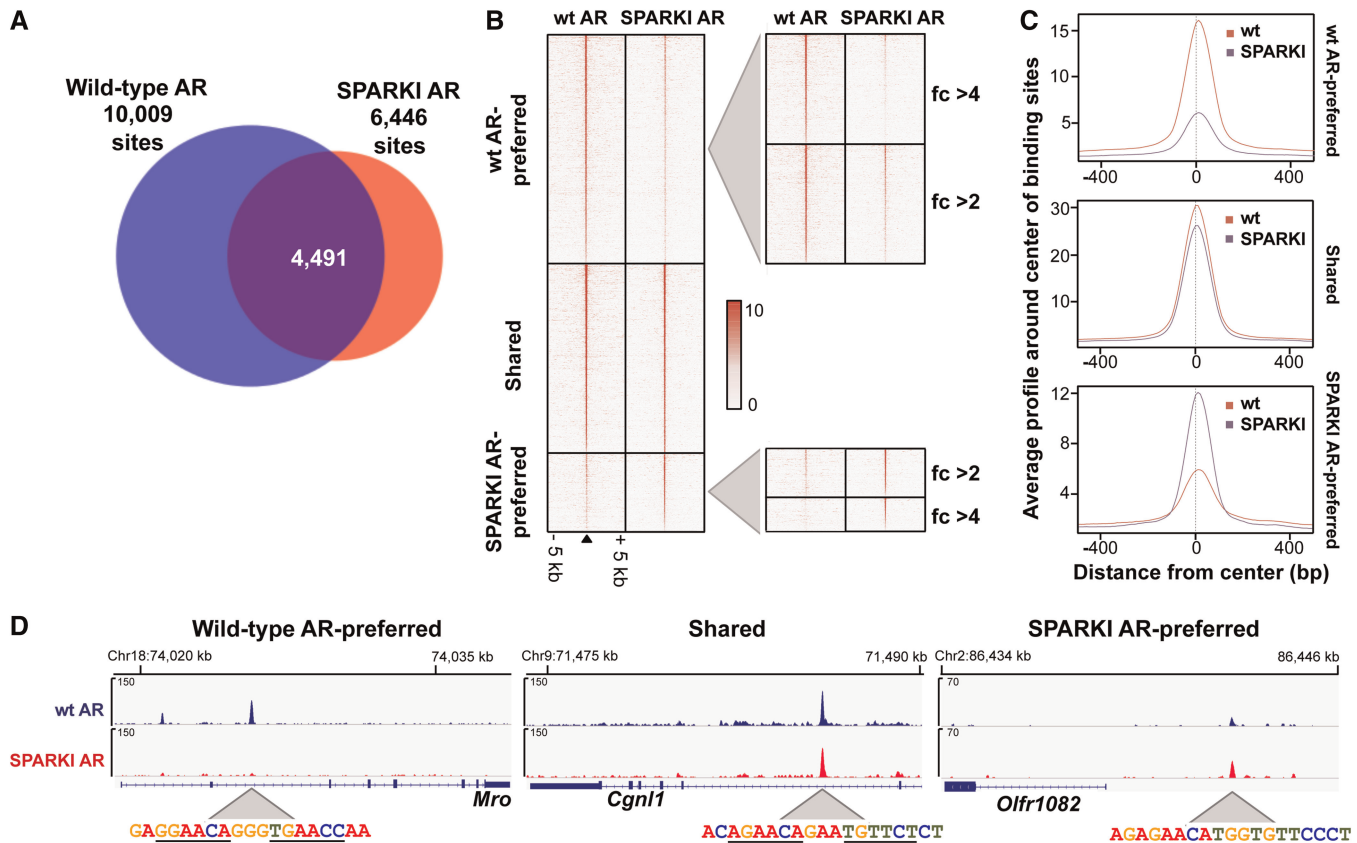 A
Wild-type AR
10,009
sites
SPARKI AR
6,446
sites
4,491
B
wt AR SPARKI AR
wt AR SPARKI AR
wt AR-
preferred
Shared
SPARKI AR-
preferred
fc >4
fc >2
10
0
fc >2
fc >4
- 5 kb
+ 5 kb
C
Average profile around center of binding sites
15
10
5
wt
SPARKI
-400 0 400
wt AR-preferred
30
20
10
wt
SPARKI
-400 0 400
Shared
12
8
4
wt
SPARKI
-400 0 400
SPARKI AR-preferred
Distance from center (bp)
D
Wild-type AR-preferred
Shared
SPARKI AR-preferred
Chr18:74,020 kb 74,035 kb
Chr9:71,475 kb 71,490 kb
Chr2:86,434 kb 86,446 kb
wt AR
150
150
70
SPARKI AR
150
150
70
Mro
Cgnl1
Olfr1082
GAGGAACAGGGTGAACCAA
ACAGAACAGAATGTTCTCT
AGAGAACATGGTGTTCCCT